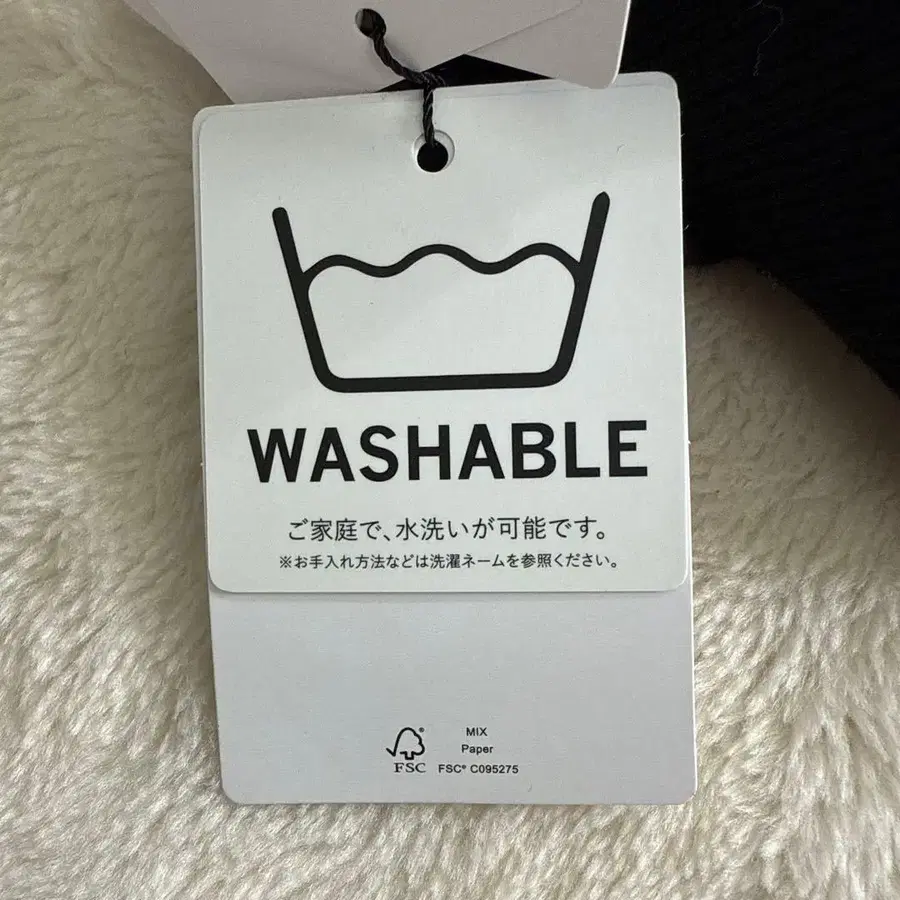 WASHABLE
ご家庭で、水洗いが可能です。
※お手入れ方法などは洗濯ネームを参照ください。
MIX
Paper
FSC FSC® C095275